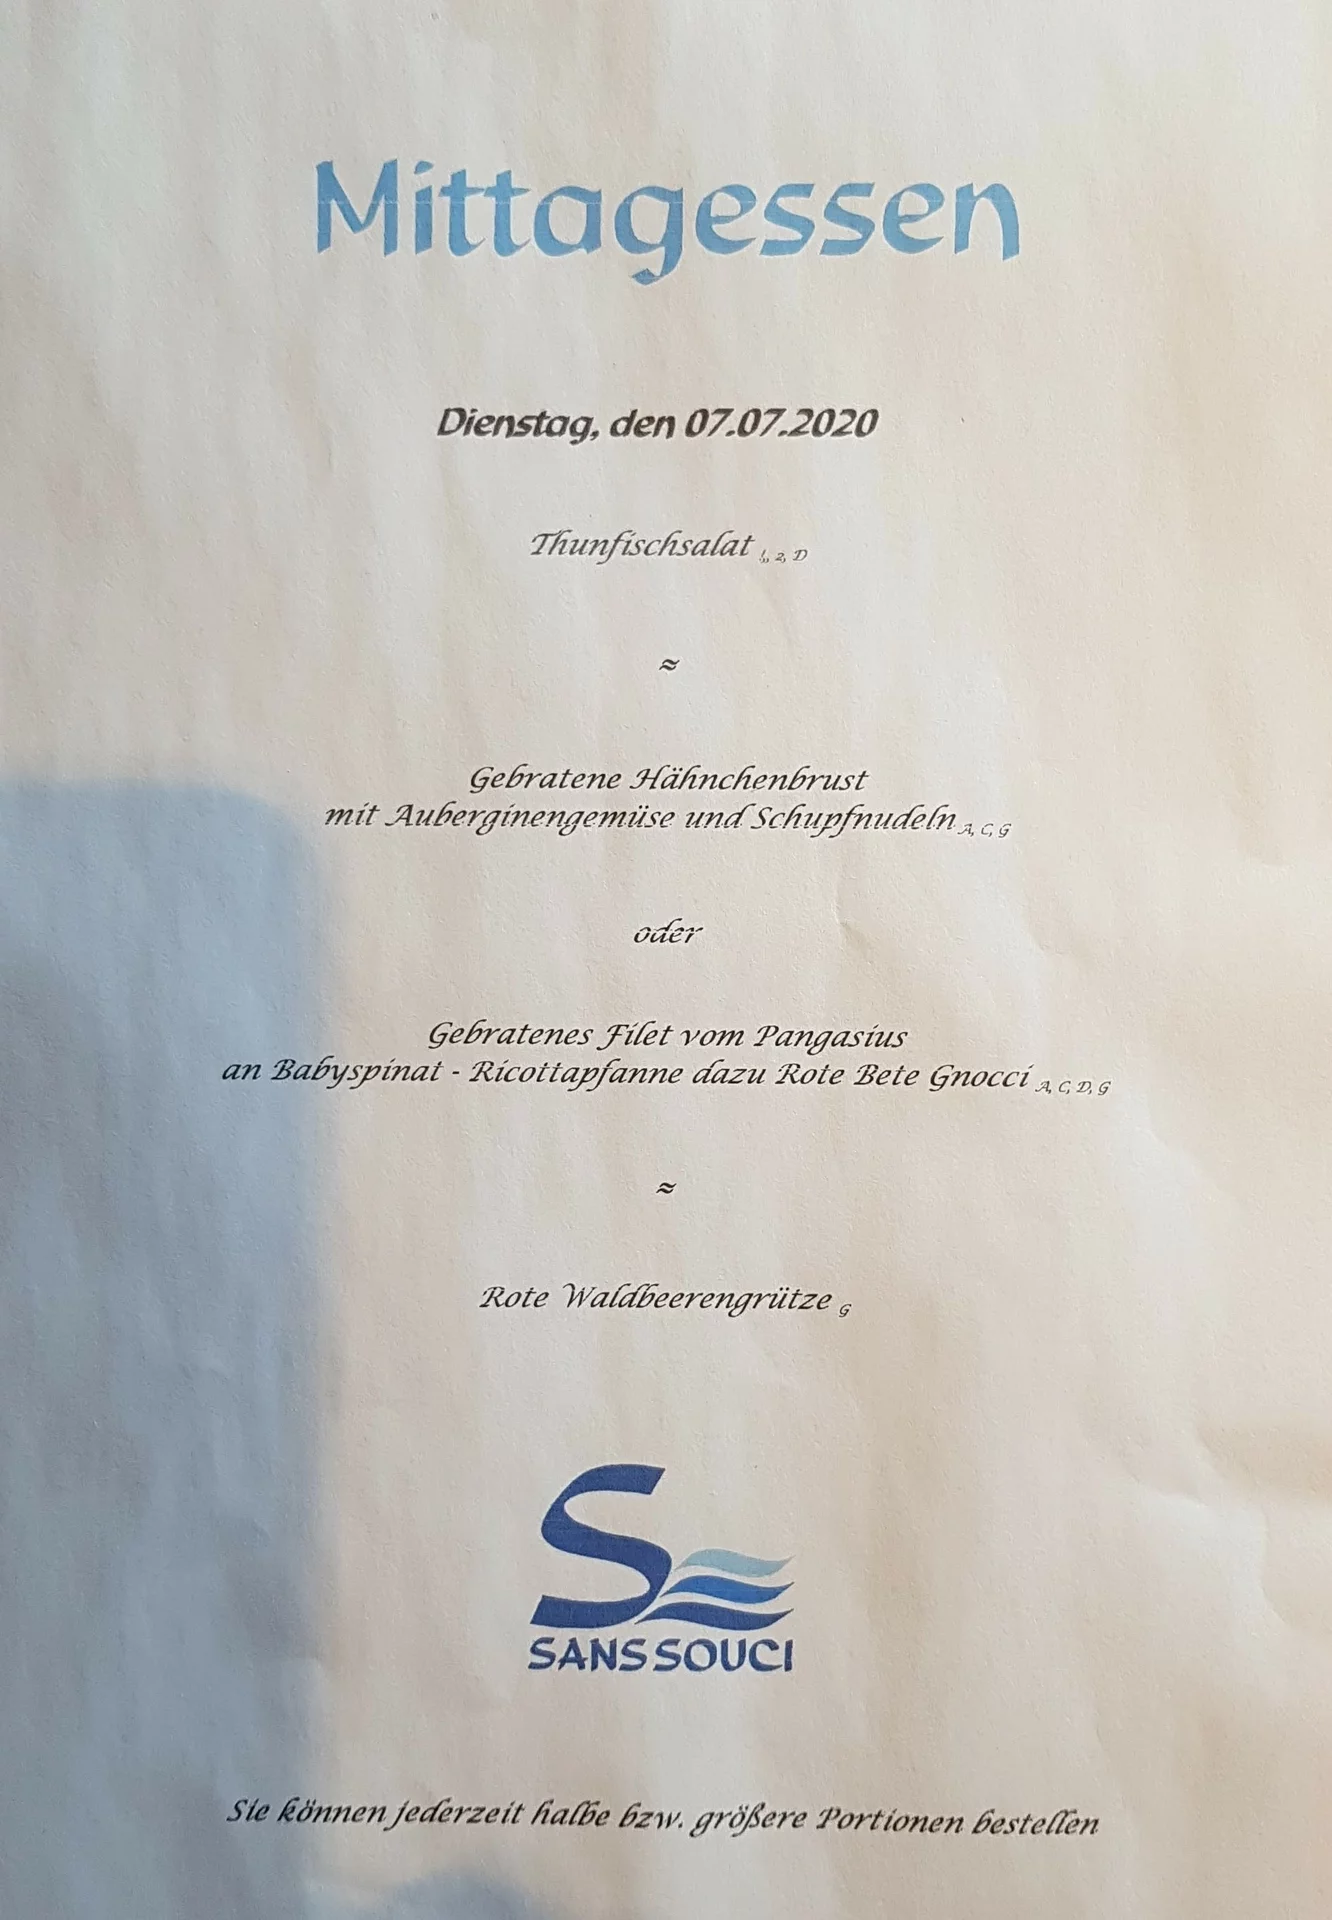 Mittagessen
Dienstag, den 07.07.2020
Thunfischsalat 2, D
≈
Gebratene Hähnchenbrust
mit Auberginengemüse und Schupfnudeln A, C, G
oder
Gebratenes Filet vom Pangasius
an Babyspinat - Ricottapfanne dazu Rote Bete Gnocci A, C, D, G
≈
Rote Waldbeerengrütze G
S
SANSSOUCI
Sie können jederzeit halbe bzw. größere Portionen bestellen